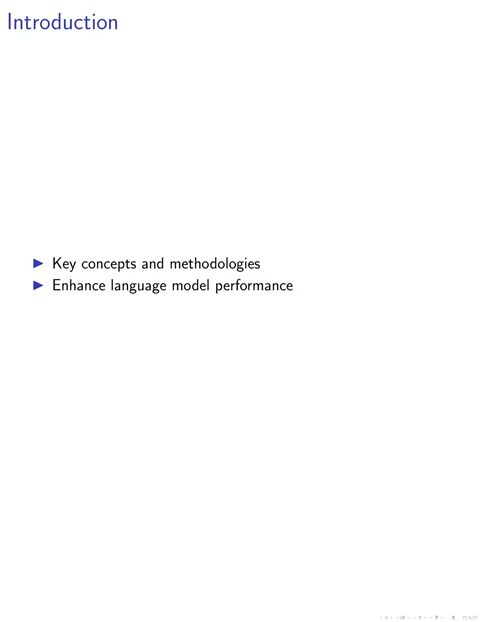 Introduction
▶ Key concepts and methodologies
▶ Enhance language model performance